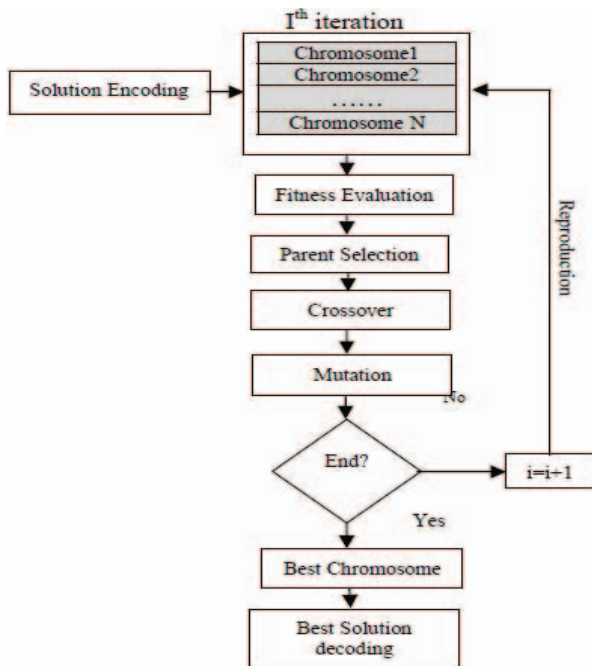 Ith iteration
Chromosome1
Chromosome2
......
Chromosome N
Solution Encoding
Fitness Evaluation
Parent Selection
Reproduction
Crossover
Mutation
No
End?
i=i+1
Yes
Best Chromosome
Best Solution
decoding